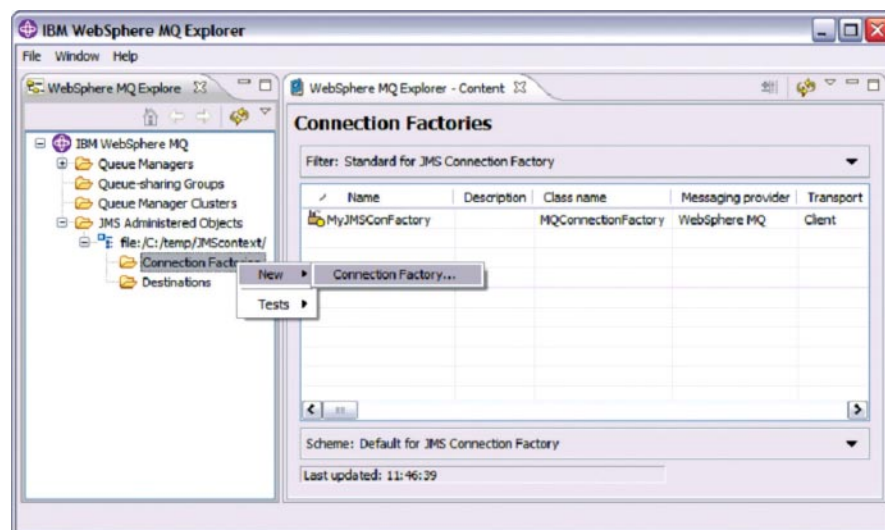 IBM WebSphere MQ Explorer
File Window Help
WebSphere MQ Explore
IBM WebSphere MQ
Queue Managers
Queue-sharing Groups
Queue Manager Clusters
JMS Administered Objects
file:/C:/temp/JMScontext/
Connection Factories
Destinations
New
Connection Factory...
Tests
WebSphere MQ Explorer - Content
Connection Factories
Filter: Standard for JMS Connection Factory
Name Description Class name Messaging provider Transport
MyJMSConFactory MQConnectionFactory WebSphere MQ Client
Scheme: Default for JMS Connection Factory
Last updated: 11:46:39